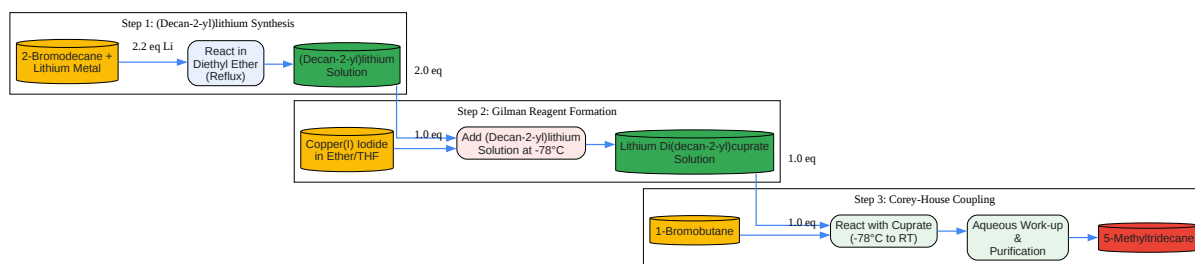 Step 1: (Decan-2-yl)lithium Synthesis
2-Bromodecane +
Lithium Metal
2.2 eq Li
React in
Diethyl Ether
(Reflux)
(Decan-2-yl)lithium
Solution
2.0 eq
Step 2: Gilman Reagent Formation
Copper(I) Iodide
in Ether/THF
1.0 eq
Add (Decan-2-yl)lithium
Solution at -78°C
Lithium Di(decan-2-yl)cuprate
Solution
1.0 eq
Step 3: Corey-House Coupling
1-Bromobutane
1.0 eq
React with Cuprate
(-78°C to RT)
Aqueous Work-up
&
Purification
5-Methyltridecane